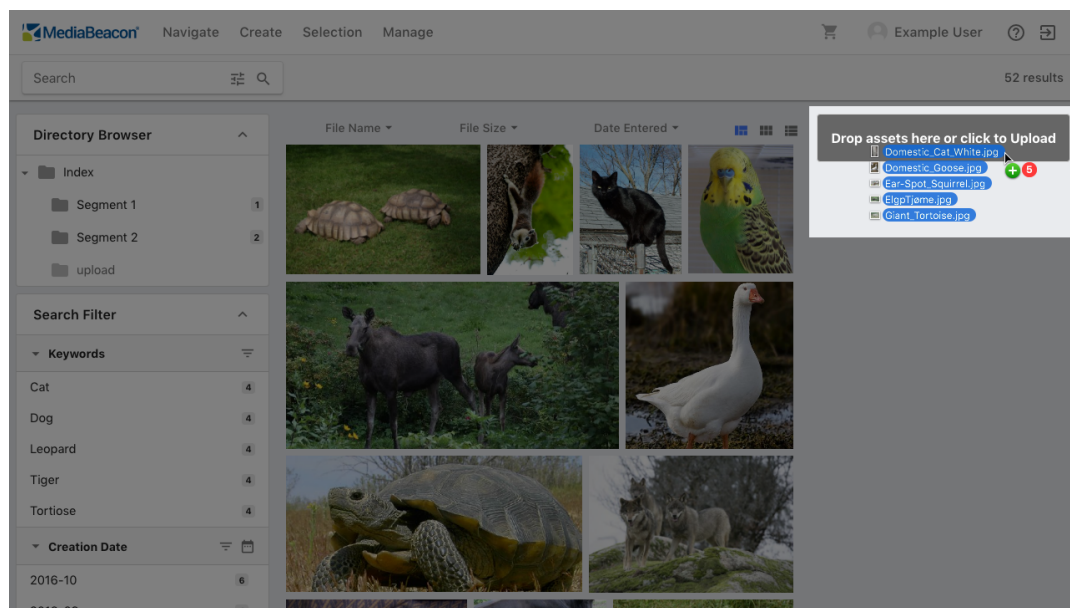 MediaBeacon® Navigate Create Selection Manage Example User
Search 52 results
Directory Browser
Index
Segment 1 1
Segment 2 2
upload
Search Filter
Keywords
Cat 4
Dog 4
Leopard 4
Tiger 4
Tortiose 4
Creation Date
2016-10 6
File Name File Size Date Entered
Drop assets here or click to Upload
Domestic_Cat_White.jpg
Domestic_Goose.jpg 5
Ear-Spot_Squirrel.jpg
ElgpTjøme.jpg
Giant_Tortoise.jpg